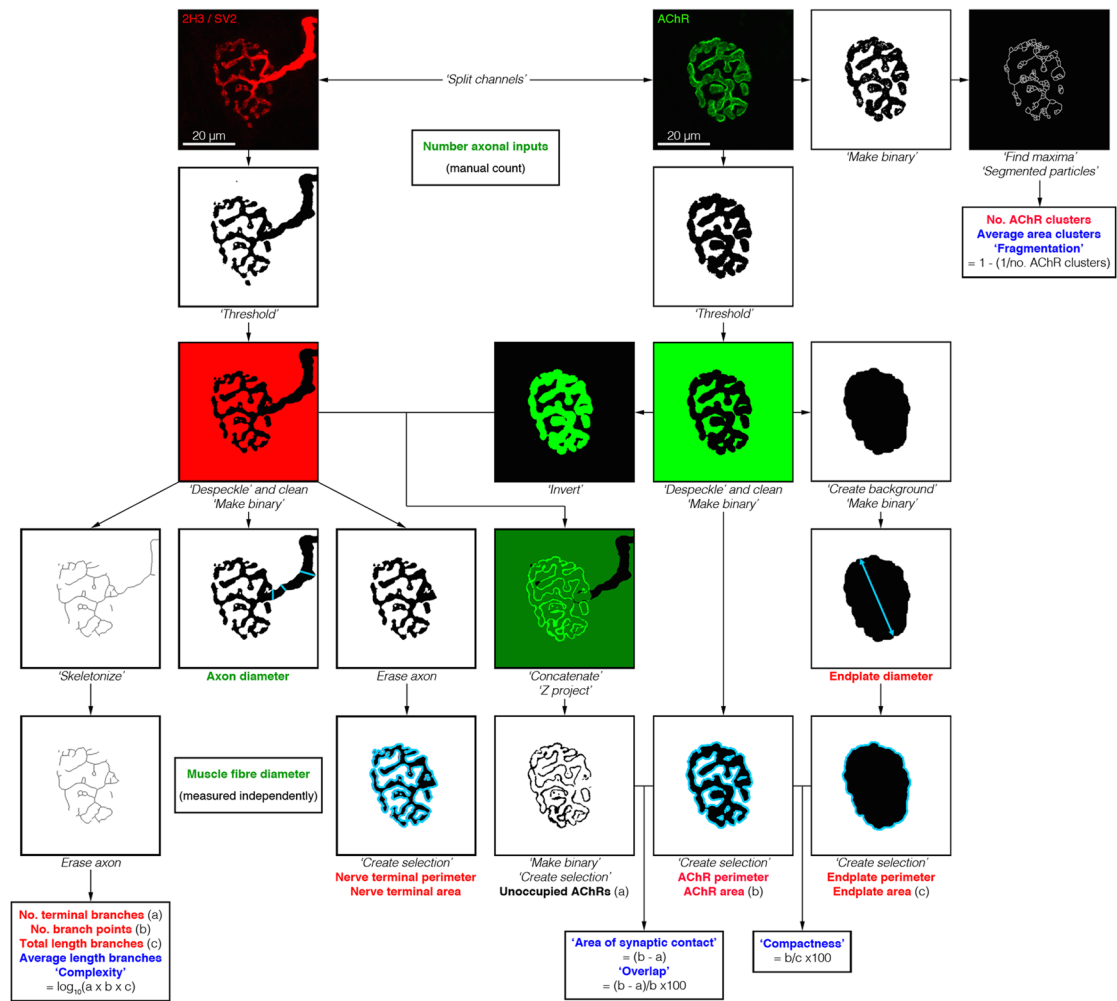 2H3 / SV2
AChR
‘Split channels’
20 µm
20 µm
Number axonal inputs
(manual count)
‘Make binary’
‘Find maxima’
‘Segmented particles’
No. AChR clusters
Average area clusters
‘Fragmentation’
= 1 - (1/no. AChR clusters)
‘Threshold’
‘Threshold’
‘Despeckle’ and clean
‘Make binary’
‘Invert’
‘Despeckle’ and clean
‘Make binary’
‘Create background’
‘Make binary’
‘Skeletonize’
Axon diameter
Erase axon
‘Concatenate’
‘Z project’
Endplate diameter
Muscle fibre diameter
(measured independently)
Erase axon
‘Create selection’
Nerve terminal perimeter
Nerve terminal area
‘Make binary’
‘Create selection’
Unoccupied AChRs (a)
‘Create selection’
AChR perimeter
AChR area (b)
‘Create selection’
Endplate perimeter
Endplate area (c)
No. terminal branches (a)
No. branch points (b)
Total length branches (c)
Average length branches
‘Complexity’
= log10(a x b x c)
‘Area of synaptic contact’
= (b - a)
‘Overlap’
= (b - a)/b x100
‘Compactness’
= b/c x100